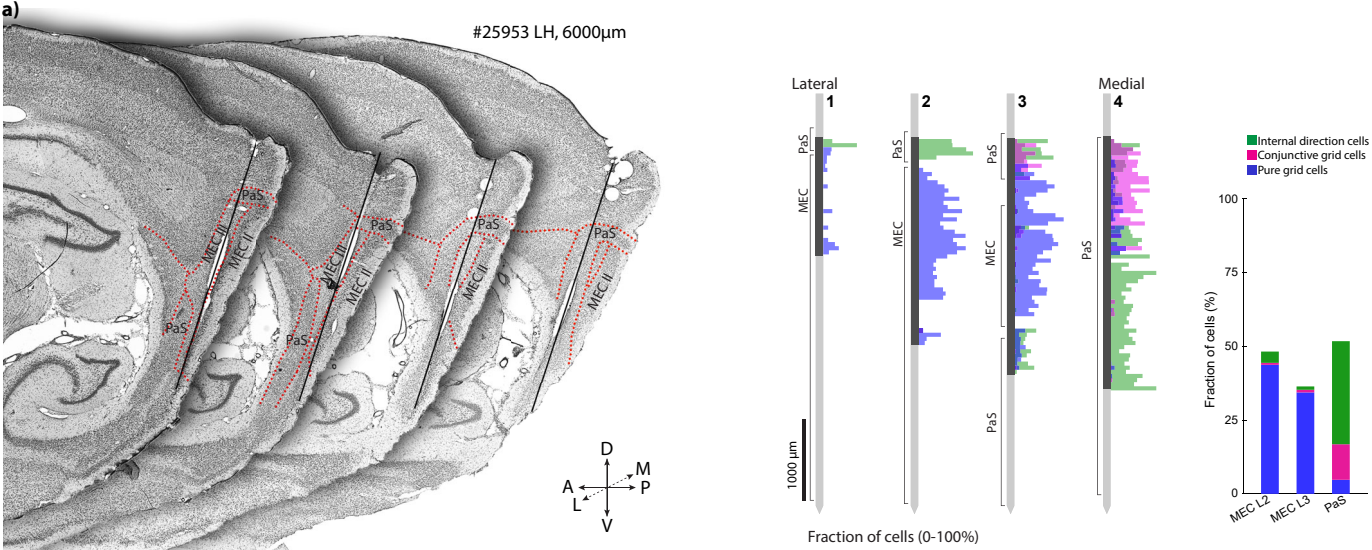 a)
#25953 LH, 6000µm
PaS
MEC III
MEC II
PaS
PaS
MEC III
MEC II
PaS
PaS
MEC II
PaS
MEC II
D
M
A
P
L
V
Lateral
Medial
1
2
3
4
PaS
MEC
PaS
MEC
PaS
MEC
PaS
PaS
1000 µm
Fraction of cells (0-100%)
Internal direction cells
Conjunctive grid cells
Pure grid cells
Fraction of cells (%)
100
50
25
0
MEC L2
MEC L3
PaS